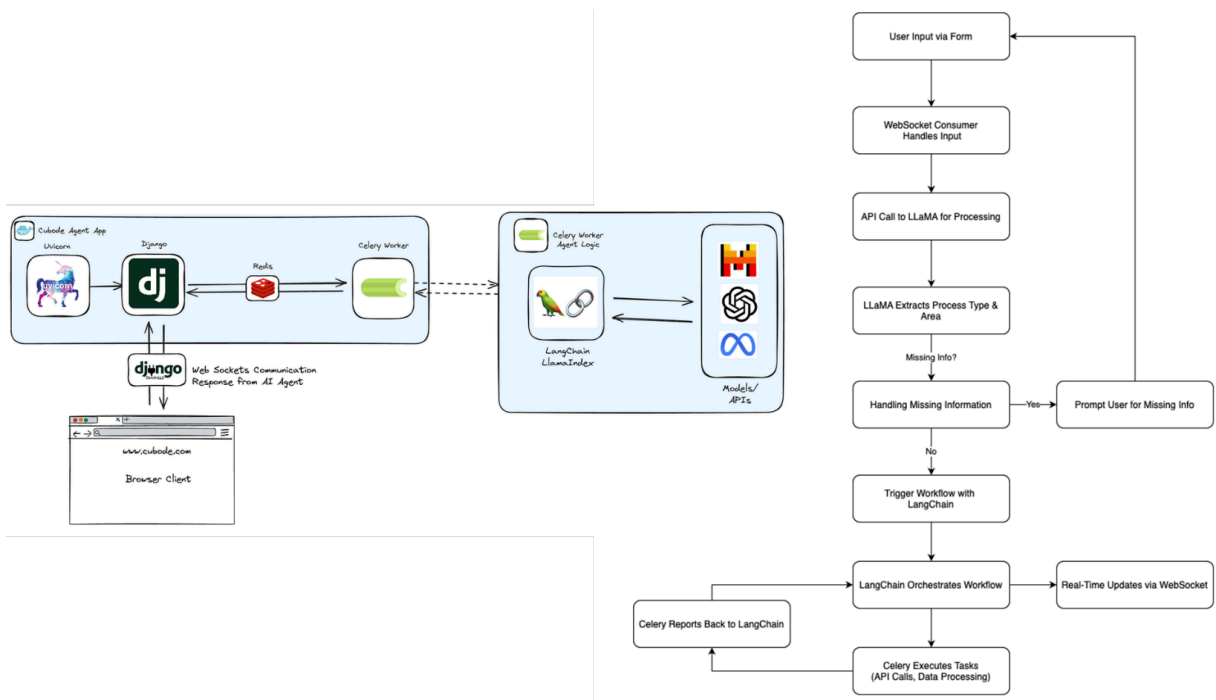 Cubode Agent App
Uvicorn
uvicorn
Django
dj
Redis
Celery Worker
django
CHANNELS
Web Sockets Communication
Response from AI Agent
www.cubode.com
Browser Client
Celery Worker
Agent Logic
LangChain
LlamaIndex
Models/
APIs
User Input via Form
WebSocket Consumer
Handles Input
API Call to LLaMA for Processing
LLaMA Extracts Process Type &
Area
Missing Info?
Handling Missing Information
Yes
Prompt User for Missing Info
No
Trigger Workflow with
LangChain
LangChain Orchestrates Workflow
Real-Time Updates via WebSocket
Celery Reports Back to LangChain
Celery Executes Tasks
(API Calls, Data Processing)